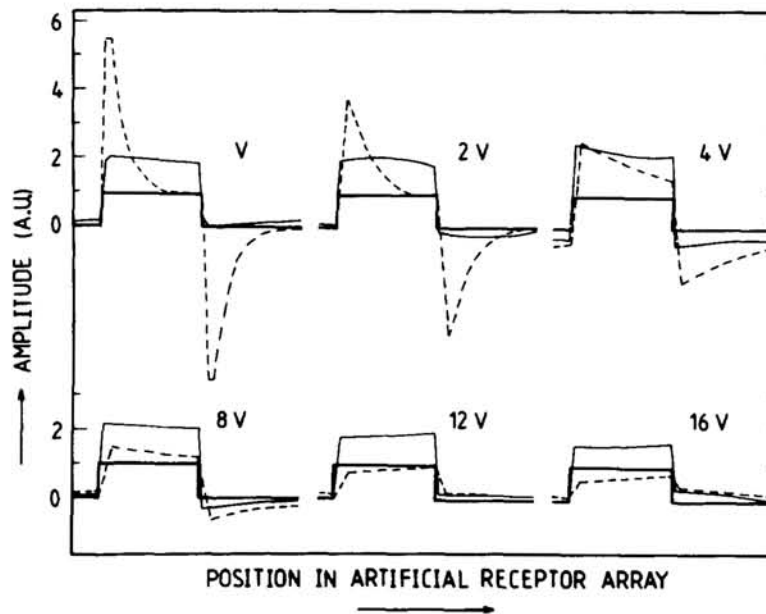 6
4
2
0
V
2 V
4 V
AMPLITUDE (A.U.)
2
0
8 V
12 V
16 V
POSITION IN ARTIFICIAL RECEPTOR ARRAY